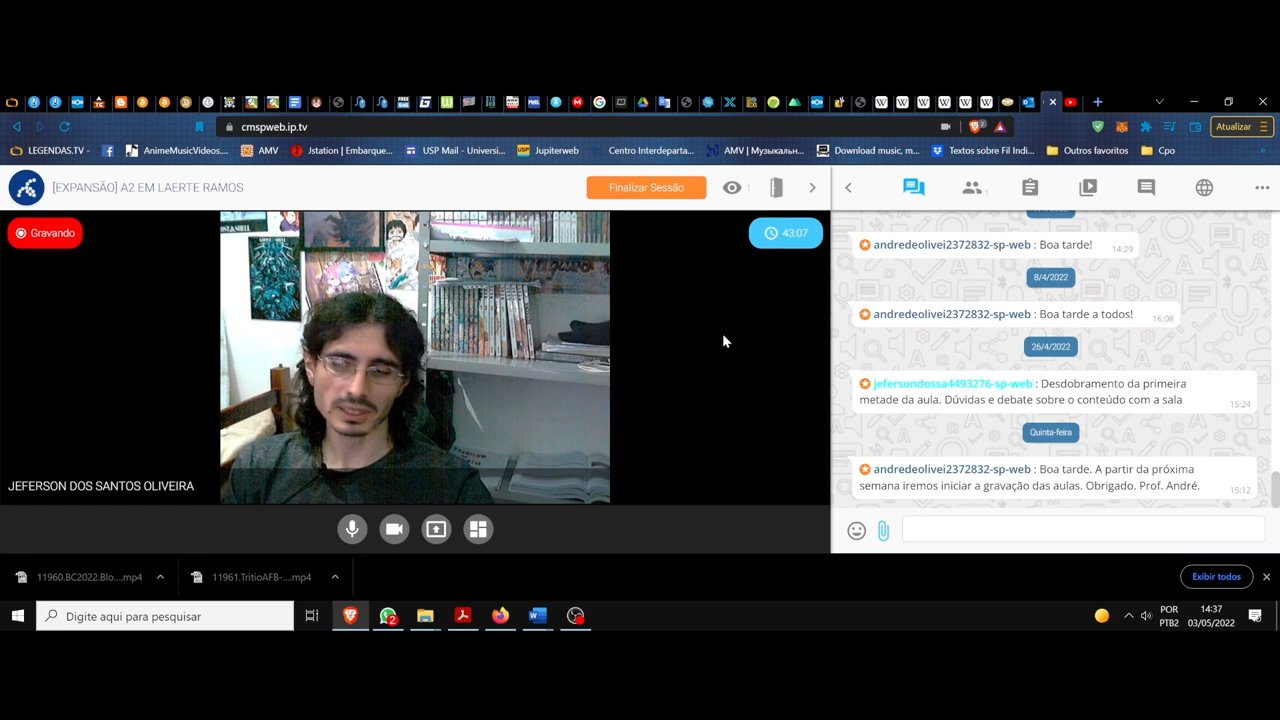 cmspweb.ip.tv
2
Atualizar
LEGENDAS.TV -
AnimeMusicVideos....
AMV
Jstation | Embarque...
USP Mail - Universi...
Jupiterweb
Centro Interdeparta...
AMV | Музыкальн...
Download music, m...
Textos sobre Fil Indi...
Outros favoritos
Cpo
[EXPANSÃO] A2 EM LAERTE RAMOS
Finalizar Sessão
1
1
Gravando
43:07
JEFERSON DOS SANTOS OLIVEIRA
andredeolivei2372832-sp-web : Boa tarde!
14:29
8/4/2022
andredeolivei2372832-sp-web : Boa tarde a todos!
16:08
26/4/2022
jefersondossa4493276-sp-web : Desdobramento da primeira
metade da aula. Dúvidas e debate sobre o conteúdo com a sala
15:24
Quinta-feira
andredeolivei2372832-sp-web : Boa tarde. A partir da próxima
semana iremos iniciar a gravação das aulas. Obrigado. Prof. André.
15:12
11960.BC2022.Blo....mp4
11961.TritioAFB-....mp4
Exibir todos
Digite aqui para pesquisar
2
POR
PTB2
14:37
03/05/2022